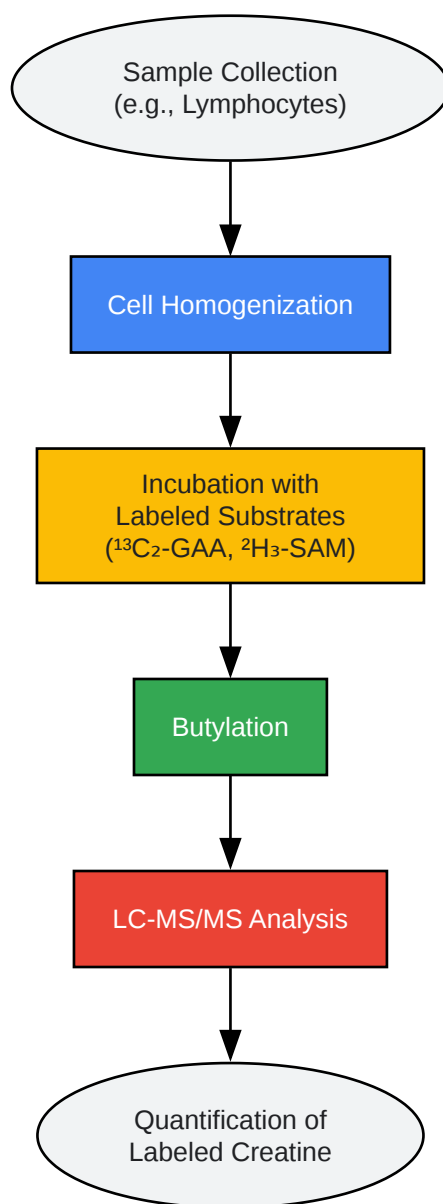 Sample Collection
(e.g., Lymphocytes)
Cell Homogenization
Incubation with
Labeled Substrates
(¹³C₂-GAA, ²H₃-SAM)
Butylation
LC-MS/MS Analysis
Quantification of
Labeled Creatine